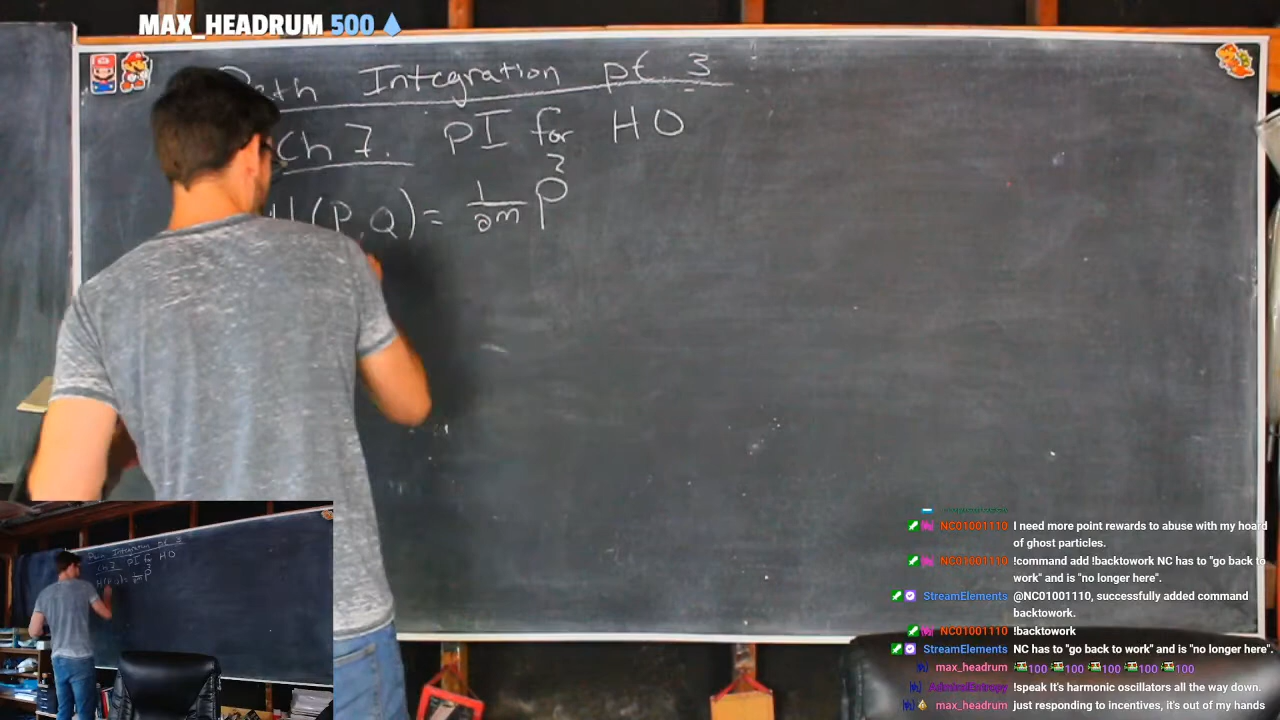 MAX_HEADRUM 500
Path Integration pt 3
Ch 7. PI for HO
H(P,Q) = 1/2m P²
NC01001110 I need more point rewards to abuse with my hoard
of ghost particles.
NC01001110 !command add !backtowork NC has to "go back to
work" and is "no longer here".
StreamElements @NC01001110, successfully added command
backtowork.
NC01001110 !backtowork
StreamElements NC has to "go back to work" and is "no longer here".
max_headrum 100 100 100 100 100
AdmiralEntropy !speak It's harmonic oscillators all the way down.
max_headrum just responding to incentives, it's out of my hands